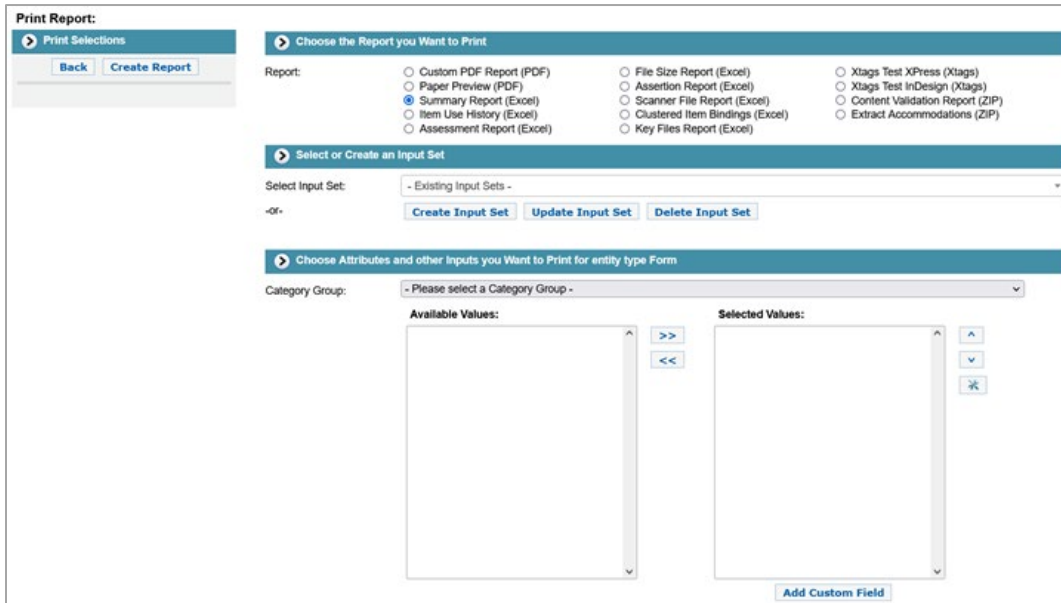 Print Report:
Print Selections
Back Create Report
Choose the Report you Want to Print
Report:
Custom PDF Report (PDF) File Size Report (Excel) Xtags Test XPress (Xtags)
Paper Preview (PDF) Assertion Report (Excel) Xtags Test InDesign (Xtags)
Summary Report (Excel) Scanner File Report (Excel) Content Validation Report (ZIP)
Item Use History (Excel) Clustered Item Bindings (Excel) Extract Accommodations (ZIP)
Assessment Report (Excel) Key Files Report (Excel)
Select or Create an Input Set
Select Input Set: - Existing Input Sets -
-or- Create Input Set Update Input Set Delete Input Set
Choose Attributes and other Inputs you Want to Print for entity type Form
Category Group: - Please select a Category Group -
Available Values: Selected Values:
>>
<<
Add Custom Field